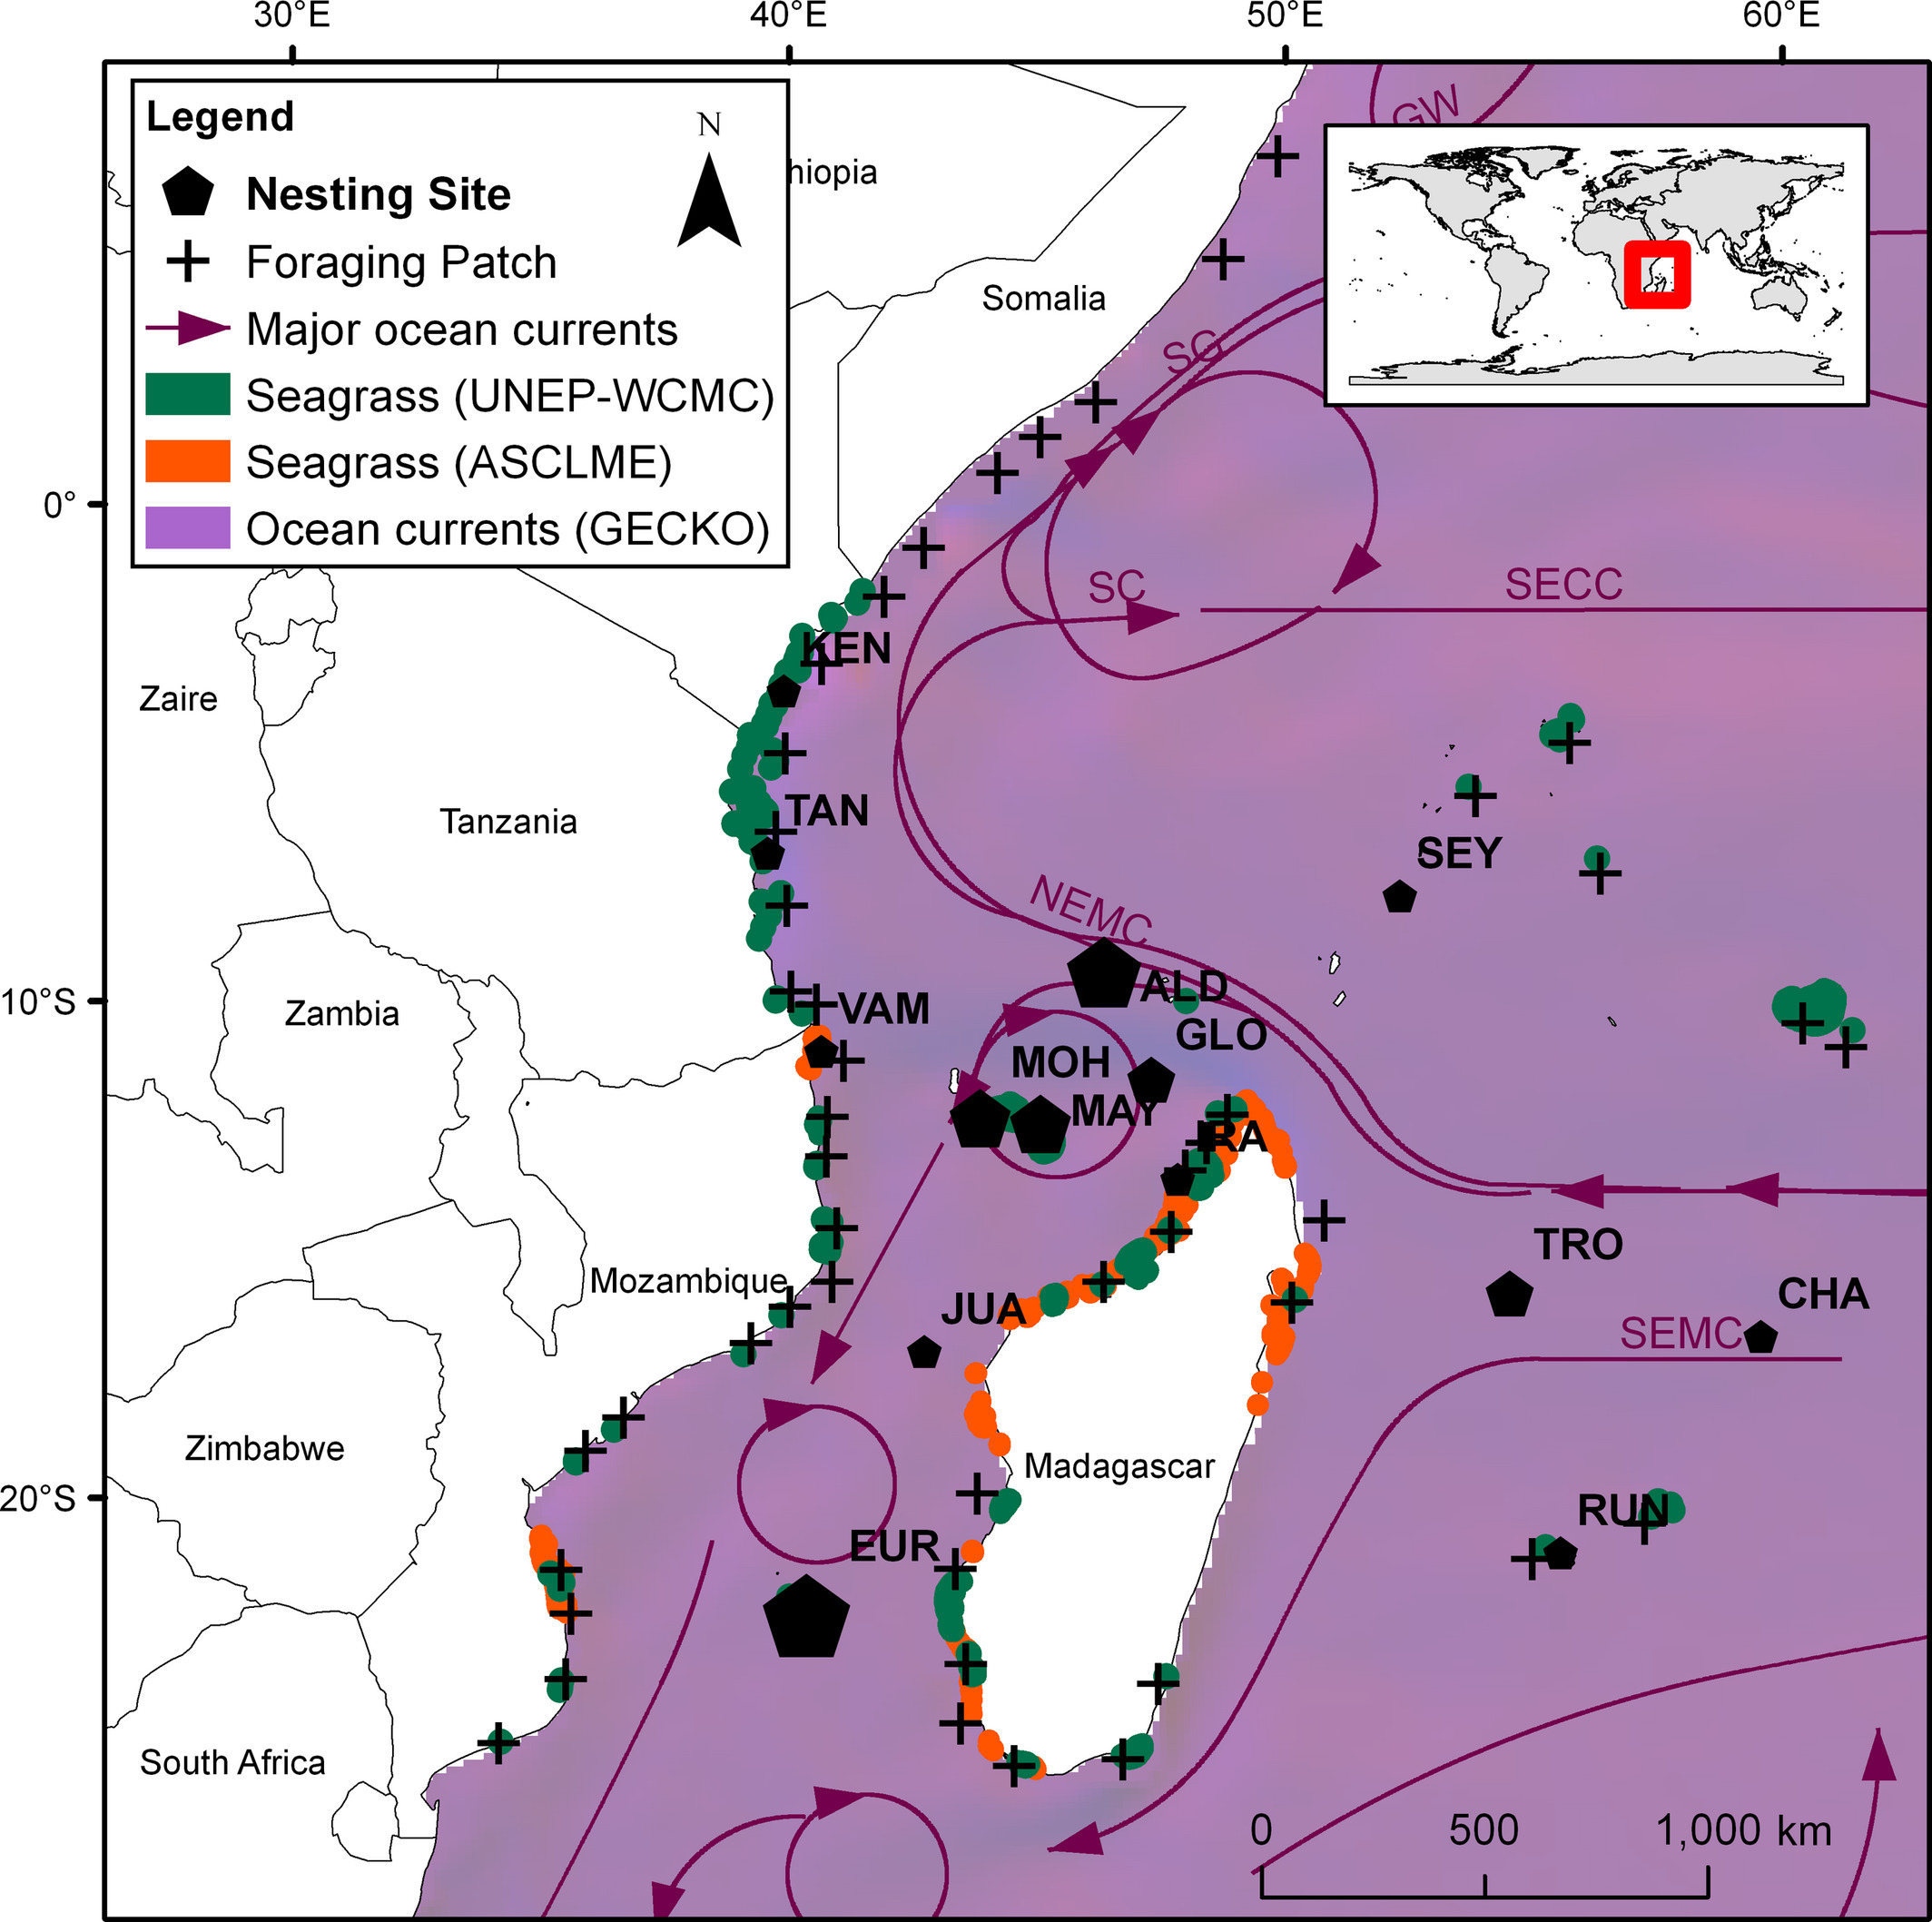 30°E 40°E 50°E 60°E
Legend
N
Nesting Site
Foraging Patch
Major ocean currents
Seagrass (UNEP-WCMC)
Seagrass (ASCLME)
Ocean currents (GECKO)
GW
hiopia
Somalia
SG
0°
SC
SECC
KEN
Zaire
TAN
Tanzania
SEY
NEMC
ALD
10°S
VAM
Zambia
GLO
MOH
MAY
RA
TRO
Mozambique
JUA
CHA
SEMC
Zimbabwe
Madagascar
20°S
RUN
EUR
South Africa
0 500 1,000 km